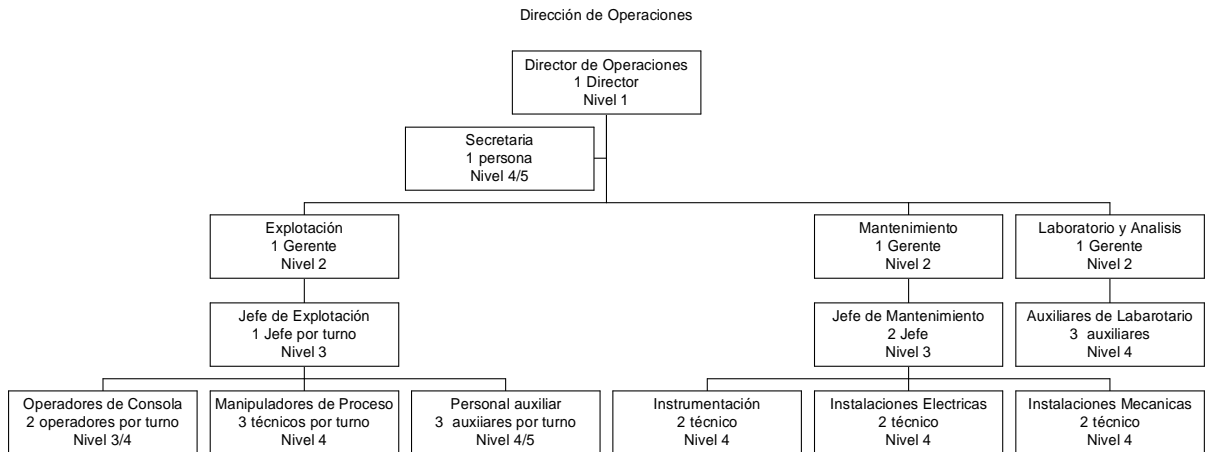 Dirección de Operaciones
Director de Operaciones
1 Director
Nivel 1
Secretaria
1 persona
Nivel 4/5
Explotación
1 Gerente
Nivel 2
Mantenimiento
1 Gerente
Nivel 2
Laboratorio y Analisis
1 Gerente
Nivel 2
Jefe de Explotación
1 Jefe por turno
Nivel 3
Jefe de Mantenimiento
2 Jefe
Nivel 3
Auxiliares de Labarotario
3 auxiliares
Nivel 4
Operadores de Consola
2 operadores por turno
Nivel 3/4
Manipuladores de Proceso
3 técnicos por turno
Nivel 4
Personal auxiliar
3 auxiiares por turno
Nivel 4/5
Instrumentación
2 técnico
Nivel 4
Instalaciones Electricas
2 técnico
Nivel 4
Instalaciones Mecanicas
2 técnico
Nivel 4